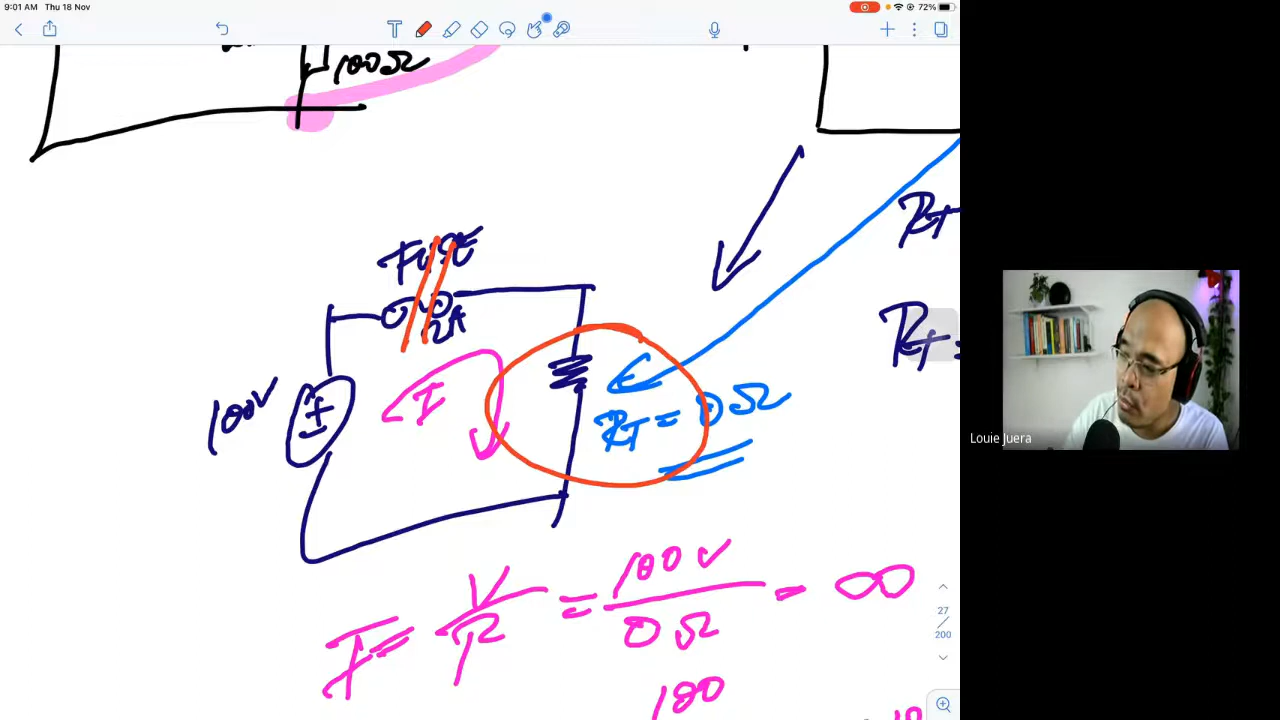 9:01 AM Thu 18 Nov
72%
100Ω
FUSE
2A
100V
I
RT = 0Ω
RT
RT =
I = V/R = 100V/0Ω = ∞
100
27
/
200
Louie Juera